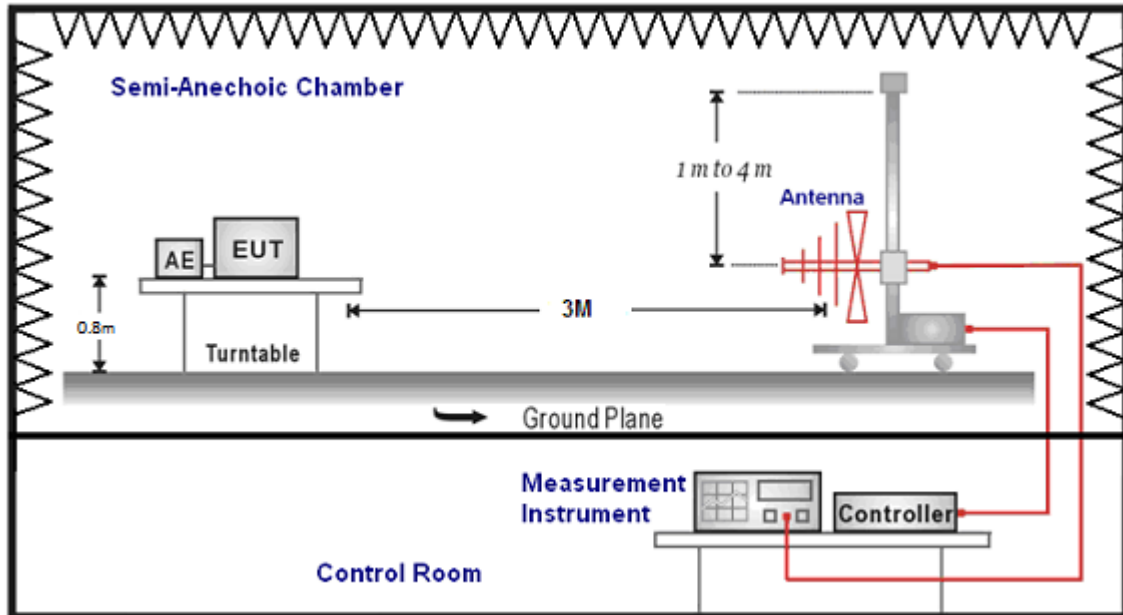 Semi-Anechoic Chamber
1 m to 4 m
Antenna
AE
EUT
3M
0.8m
Turntable
Ground Plane
Measurement
Instrument
Controller
Control Room